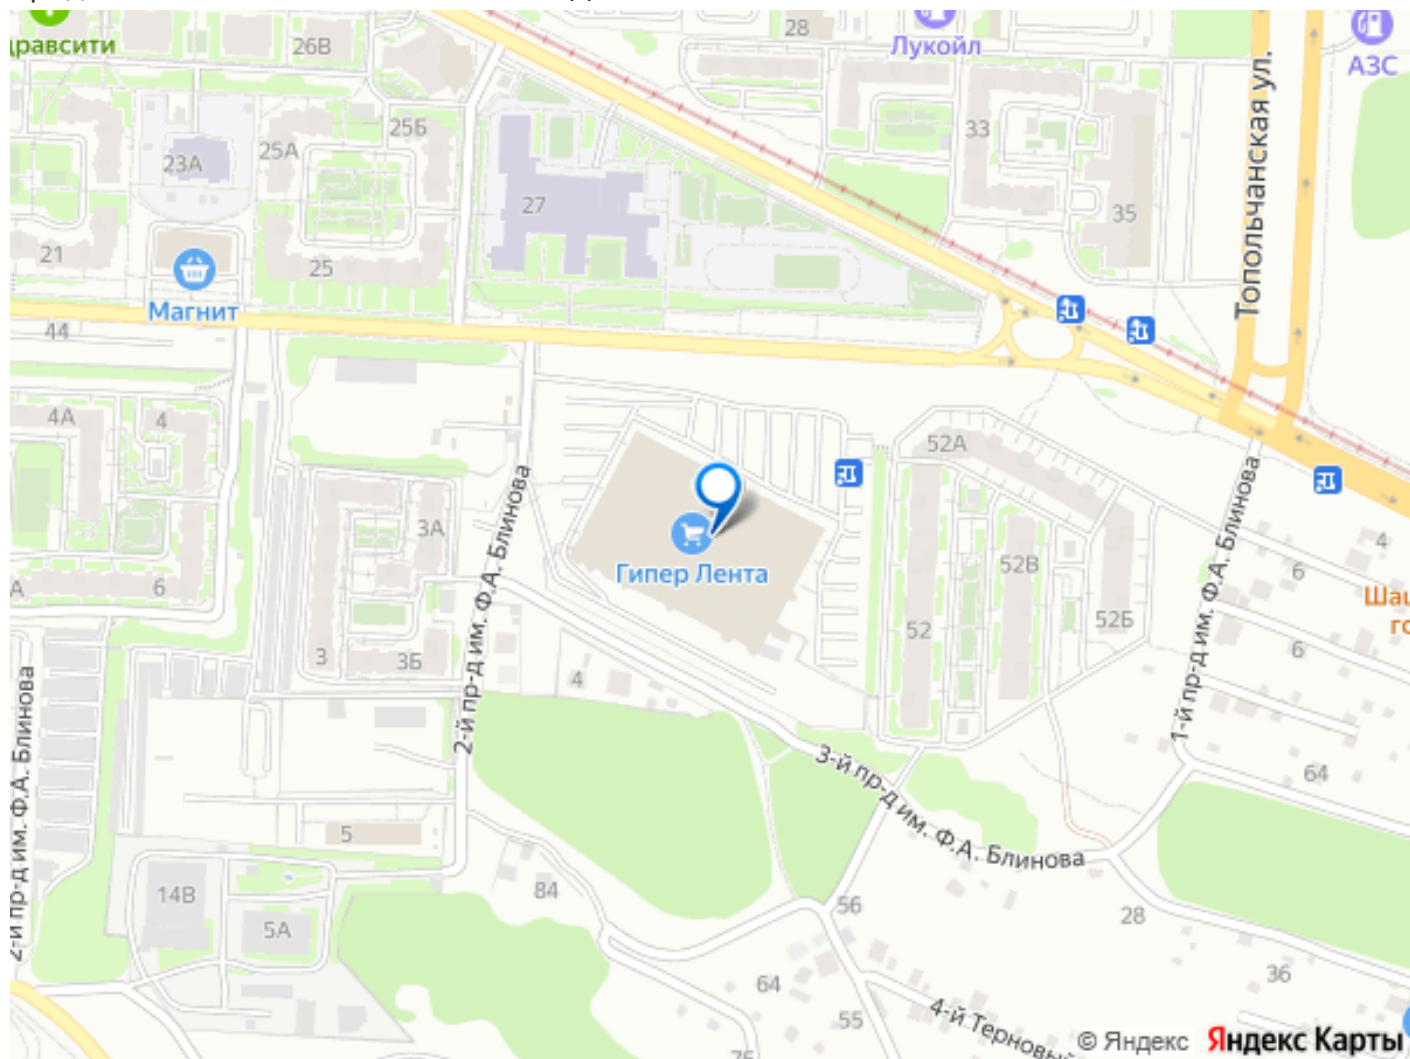 28
Лукойл
АЗС
дравсити
26В
25Б
33
25А
23А
Топольчанская ул.
27
35
21
25
Магнит
44
4А
4
52А
2-й пр-д им. Ф.А. Блинова
3А
1-й пр-д им. Ф.А. Блинова
4
Гипер Лента
52В
6
6
52Б
52
3
3Б
6
4
2-й пр-д им. Ф.А. Блинова
3-й пр-д им. Ф.А. Блинова
64
5
84
14В
56
28
5А
36
64
4-й Терновый
55
© Яндекс
Яндекс Карты